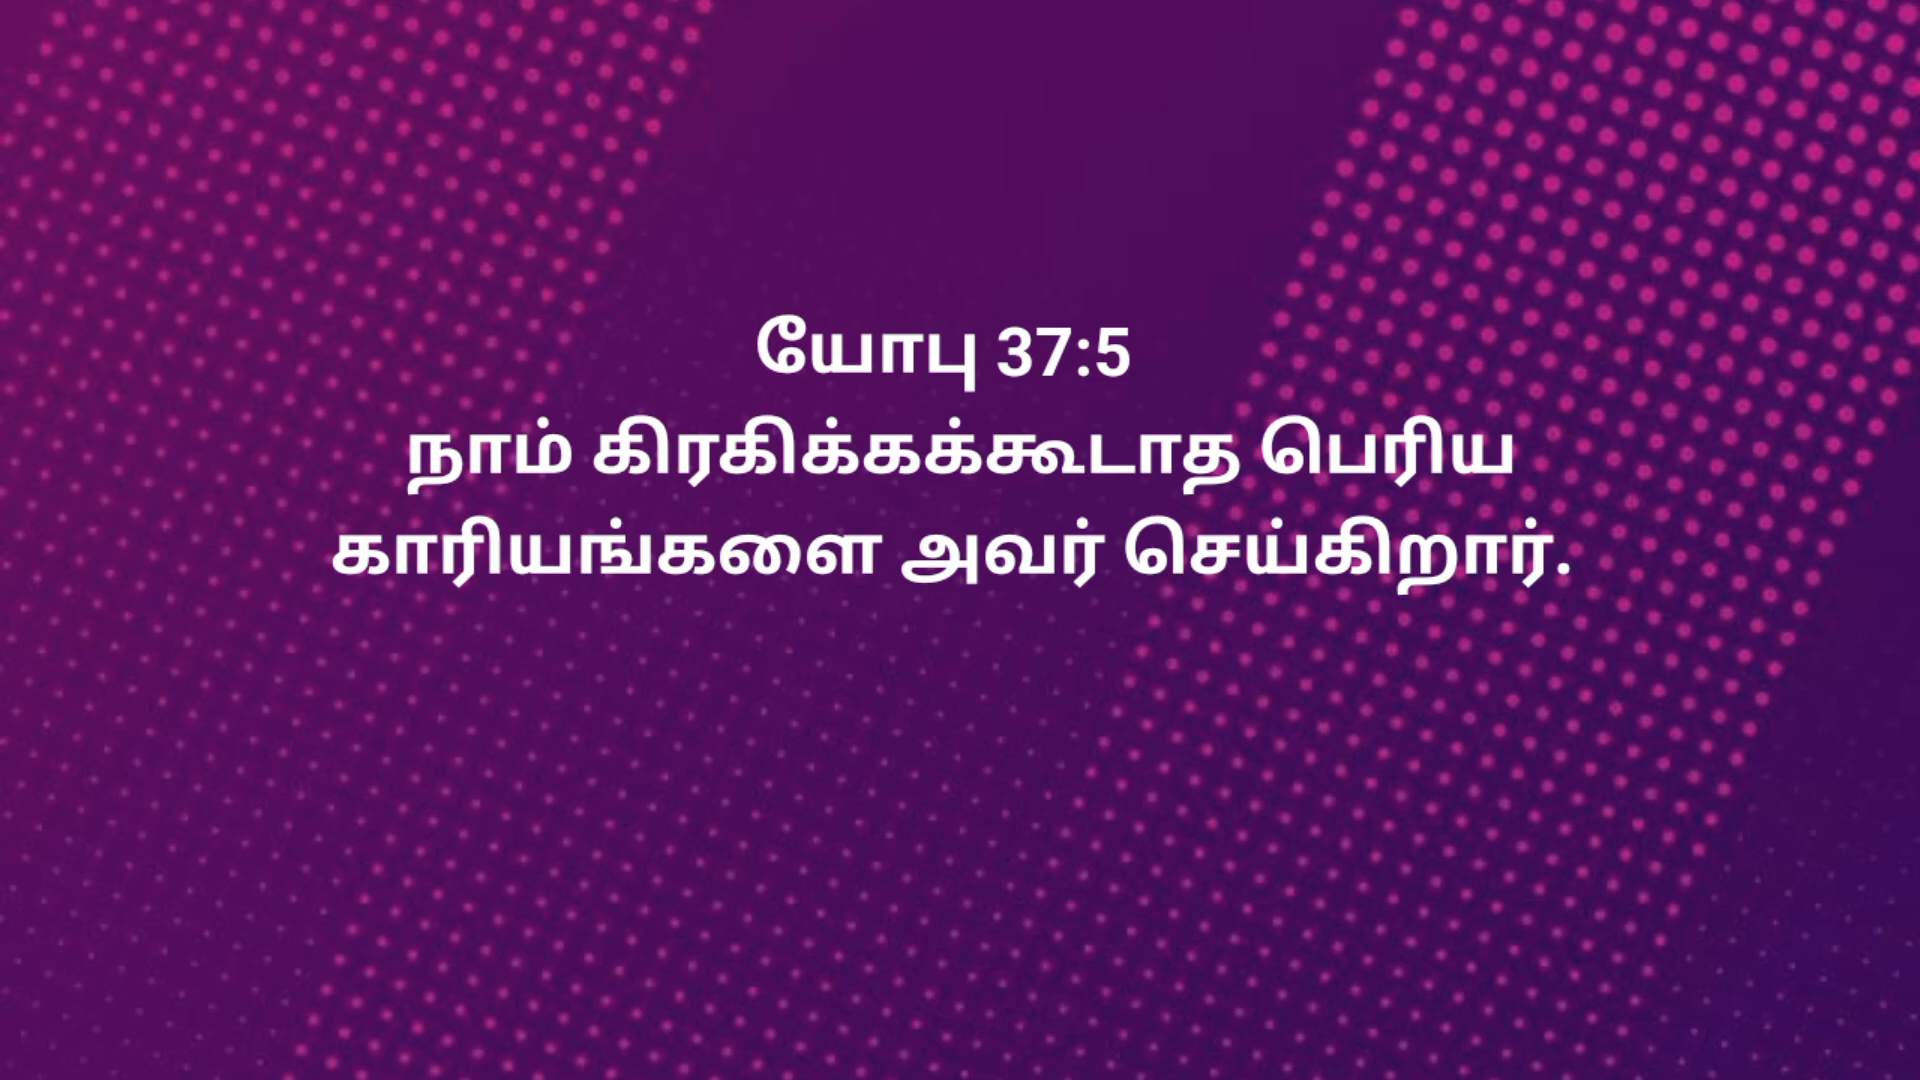 யோபு 37:5
நாம் கிரகிக்கக்கூடாத பெரிய
காரியங்களை அவர் செய்கிறார்.